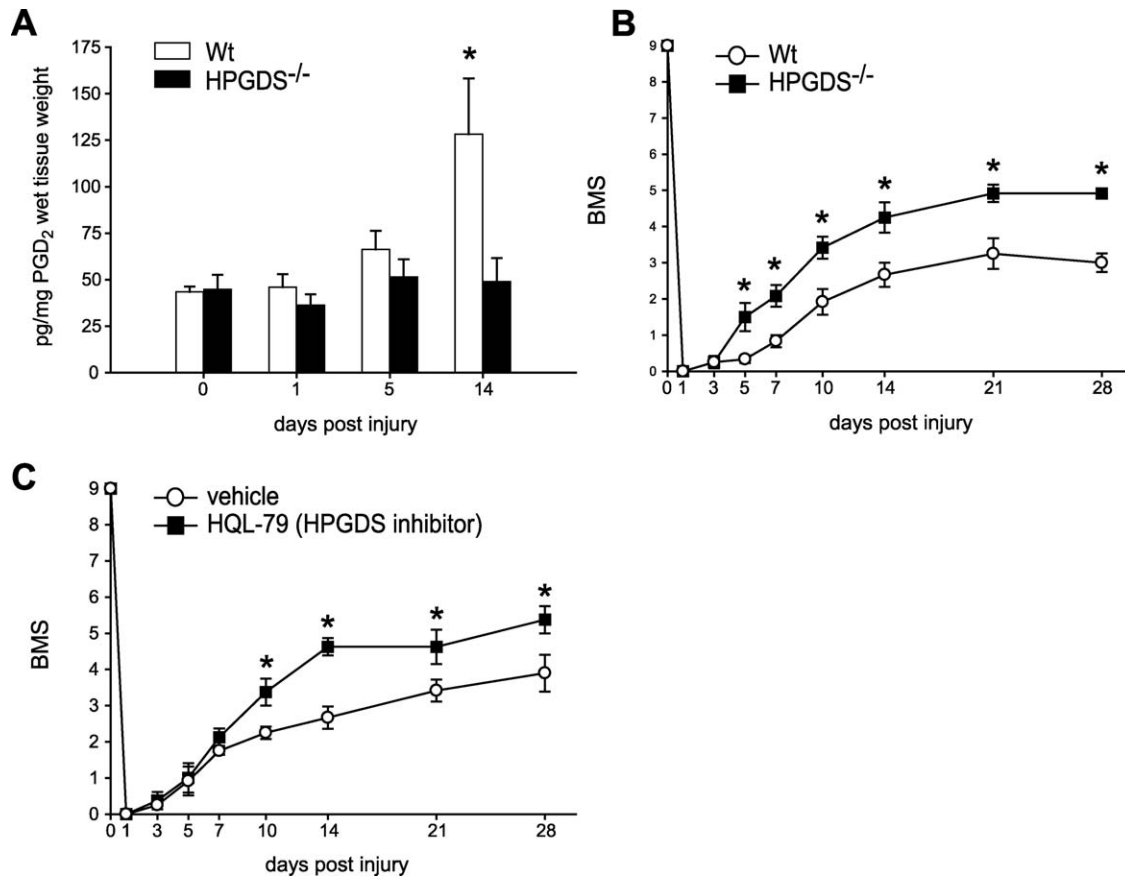 A
Wt
HPGDS-/-
*
pg/mg PGD2 wet tissue weight
175
150
125
100
75
50
25
0
0 1 5 14
days post injury
B
Wt
HPGDS-/-
* * * * * *
BMS
9
8
7
6
5
4
3
2
1
0
0 1 3 5 7 10 14 21 28
days post injury
C
vehicle
HQL-79 (HPGDS inhibitor)
* * * *
BMS
9
8
7
6
5
4
3
2
1
0
0 1 3 5 7 10 14 21 28
days post injury